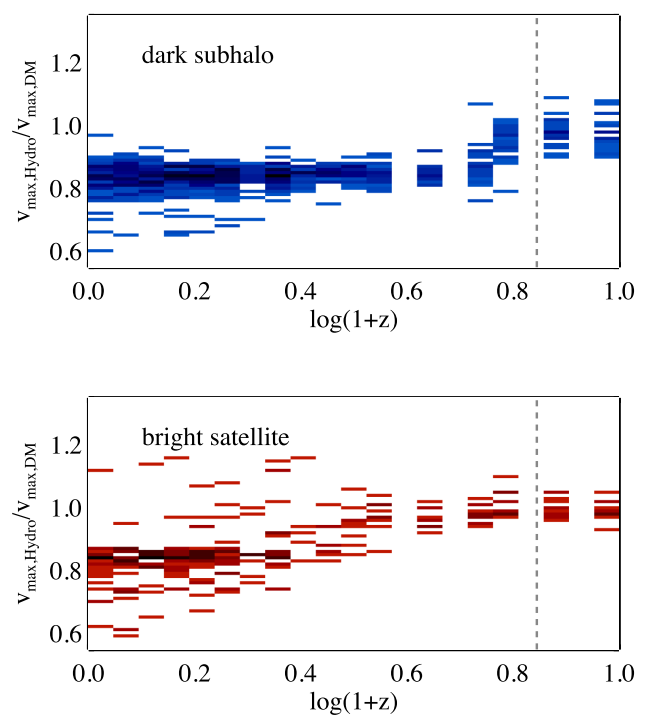 dark subhalo
v_max,Hydro/v_max,DM
1.2
1.0
0.8
0.6
0.0 0.2 0.4 0.6 0.8 1.0
log(1+z)
bright satellite
v_max,Hydro/v_max,DM
1.2
1.0
0.8
0.6
0.0 0.2 0.4 0.6 0.8 1.0
log(1+z)